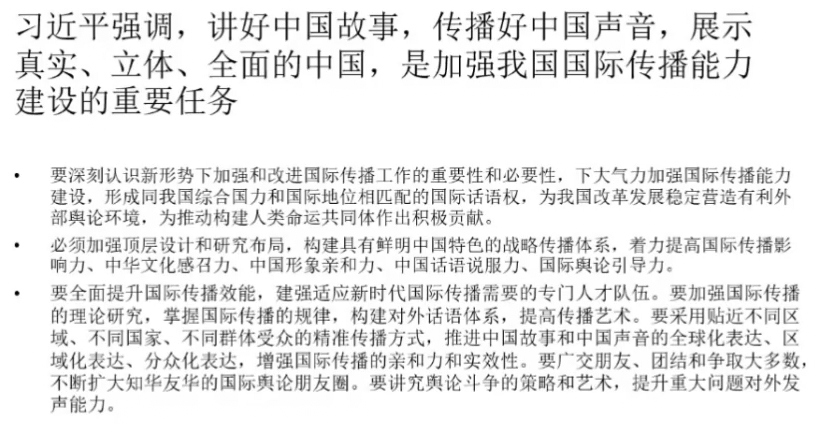 习近平强调，讲好中国故事，传播好中国声音，展示
真实、立体、全面的中国，是加强我国国际传播能力
建设的重要任务
• 要深刻认识新形势下加强和改进国际传播工作的重要性和必要性，下大气力加强国际传播能力
建设，形成同我国综合国力和国际地位相匹配的国际话语权，为我国改革发展稳定营造有利外
部舆论环境，为推动构建人类命运共同体作出积极贡献。
• 必须加强顶层设计和研究布局，构建具有鲜明中国特色的战略传播体系，着力提高国际传播影
响力、中华文化感召力、中国形象亲和力、中国话语说服力、国际舆论引导力。
• 要全面提升国际传播效能，建强适应新时代国际传播需要的专门人才队伍。要加强国际传播
的理论研究，掌握国际传播的规律，构建对外话语体系，提高传播艺术。要采用贴近不同区
域、不同国家、不同群体受众的精准传播方式，推进中国故事和中国声音的全球化表达、区
域化表达、分众化表达，增强国际传播的亲和力和实效性。要广交朋友、团结和争取大多数，
不断扩大知华友华的国际舆论朋友圈。要讲究舆论斗争的策略和艺术，提升重大问题对外发
声能力。